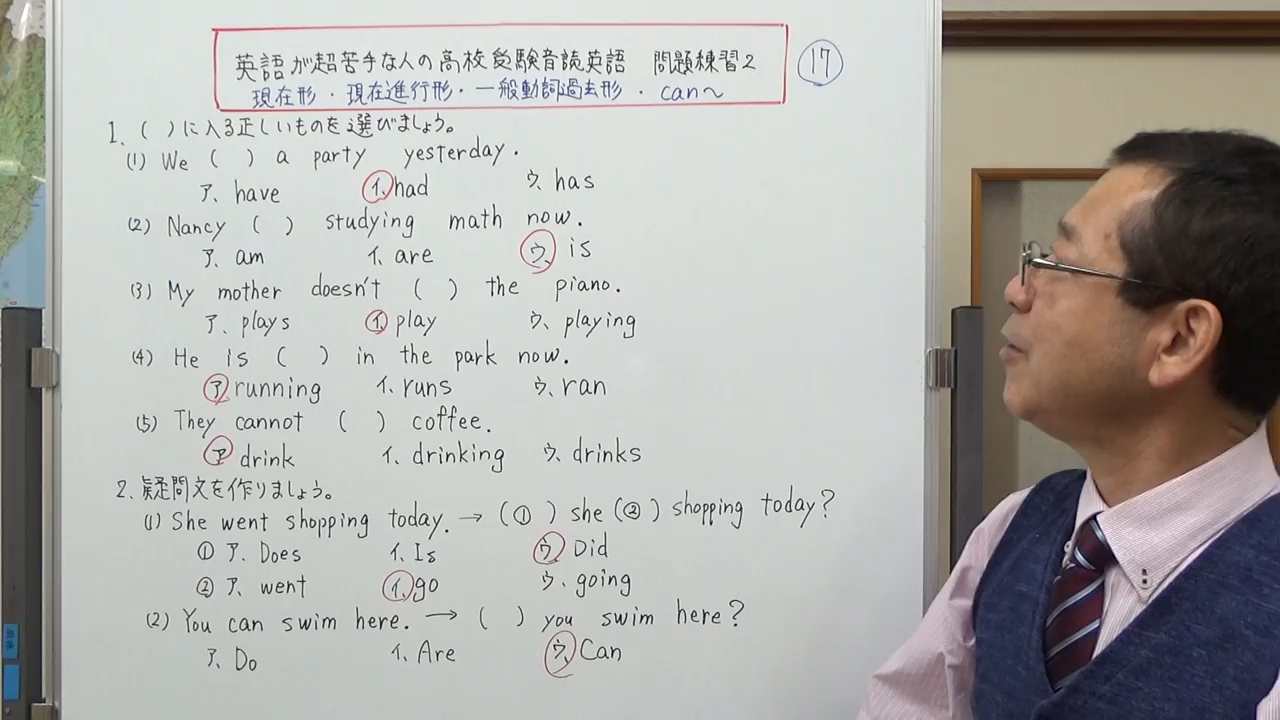 英語が超苦手な人の高校受験音読英語 問題練習2 ⑰
現在形・現在進行形・一般動詞過去形・can〜
1、( )に入る正しいものを選びましょう。
(1) We ( ) a party yesterday.
ア、have イ、had ウ、has
(2) Nancy ( ) studying math now.
ア、am イ、are ウ、is
(3) My mother doesn't ( ) the piano.
ア、plays イ、play ウ、playing
(4) He is ( ) in the park now.
ア、running イ、runs ウ、ran
(5) They cannot ( ) coffee.
ア drink イ、drinking ウ、drinks
2、疑問文を作りましょう。
(1) She went shopping today. → (①) she (②) shopping today?
① ア、Does イ、Is ウ、Did
② ア、went イ、go ウ、going
(2) You can swim here. → ( ) you swim here?
ア、Do イ、Are ウ、Can